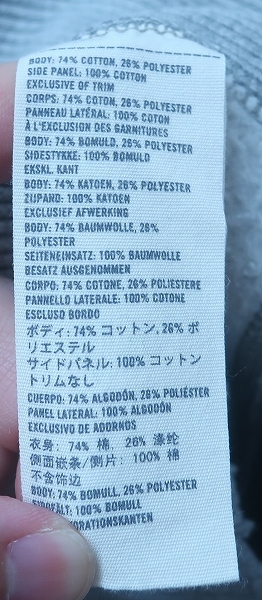 BODY: 74% COTTON, 26% POLYESTER
SIDE PANEL: 100% COTTON
EXCLUSIVE OF TRIM
CORPS: 74% COTON, 26% POLYESTER
PANNEAU LATÉRAL: 100% COTON
À L'EXCLUSION DES GARNITURES
BODY: 74% BOMULD, 26% POLYESTER
SIDESTYKKE: 100% BOMULD
EKSKL. KANT
BODY: 74% KATOEN, 26% POLYESTER
ZIJPAND: 100% KATOEN
EXCLUSIEF AFWERKING
BODY: 74% BAUMWOLLE, 26%
POLYESTER
SEITENEINSATZ: 100% BAUMWOLLE
BESATZ AUSGENOMMEN
CORPO: 74% COTONE, 26% POLIESTERE
PANNELLO LATERALE: 100% COTONE
ESCLUSO BORDO
ボディ: 74% コットン, 26% ポ
リエステル
サイドパネル: 100% コットン
トリムなし
CUERPO: 74% ALGODÓN, 26% POLIÉSTER
PANEL LATERAL: 100% ALGODÓN
EXCLUSIVO DE ADORNOS
衣身: 74% 棉, 26% 涤纶
侧面嵌条/侧片: 100% 棉
不含饰边
BODY: 74% BOMULL, 26% POLYESTER
100% BOMULL